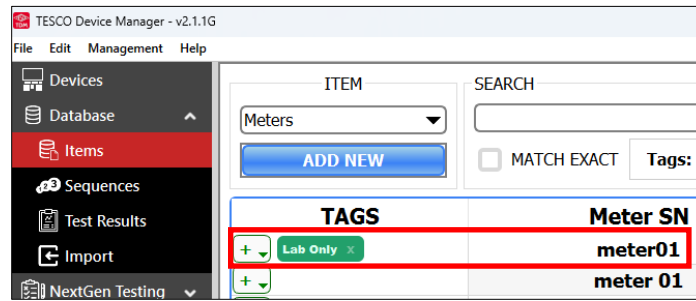 TESCO Device Manager - v2.1.1G
File Edit Management Help
Devices
Database
Items
Sequences
Test Results
Import
NextGen Testing
ITEM
Meters
ADD NEW
SEARCH
MATCH EXACT Tags:
TAGS Meter SN
+ Lab Only x meter01
+ meter 01